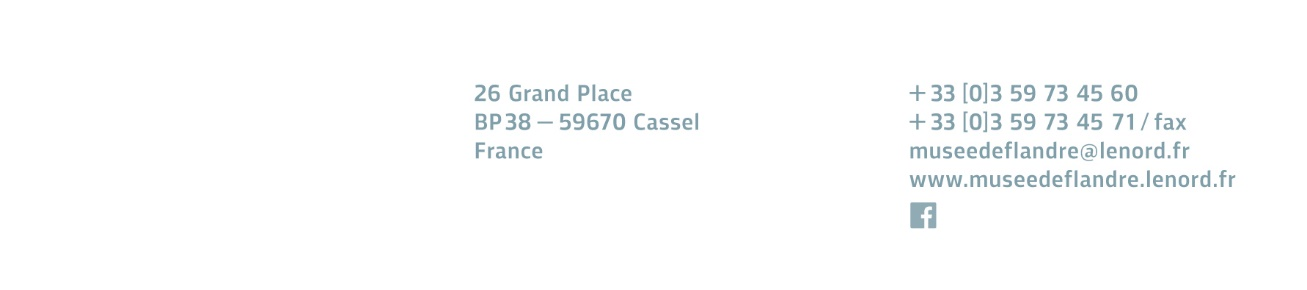 26 Grand Place
BP38 — 59670 Cassel
France
+33 [0]3 59 73 45 60
+33 [0]3 59 73 45 71/ fax
museedeflandre@lenord.fr
www.museedeflandre.lenord.fr